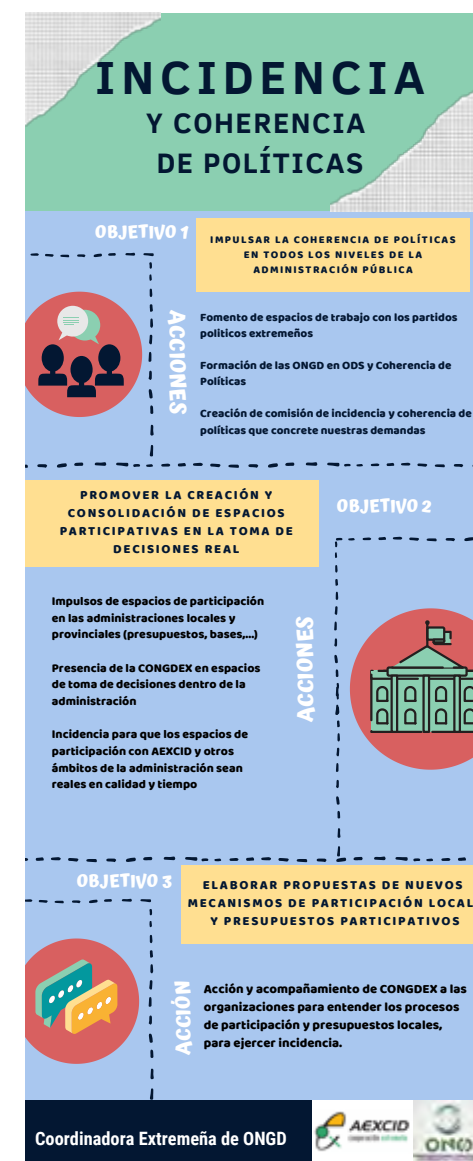 INCIDENCIA
Y COHERENCIA
DE POLÍTICAS
OBJETIVO 1
IMPULSAR LA COHERENCIA DE POLÍTICAS
EN TODOS LOS NIVELES DE LA
ADMINISTRACIÓN PÚBLICA
ACCIONES
Fomento de espacios de trabajo con los partidos
políticos extremeños
Formación de las ONGD en ODS y Coherencia de
Políticas
Creación de comisión de incidencia y coherencia de
políticas que concrete nuestras demandas
PROMOVER LA CREACIÓN Y
CONSOLIDACIÓN DE ESPACIOS
PARTICIPATIVAS EN LA TOMA DE
DECISIONES REAL
OBJETIVO 2
Impulsos de espacios de participación
en las administraciones locales y
provinciales (presupuestos, bases,...)
Presencia de la CONGDEX en espacios
de toma de decisiones dentro de la
administración
Incidencia para que los espacios de
participación con AEXCID y otros
ámbitos de la administración sean
reales en calidad y tiempo
ACCIONES
OBJETIVO 3
ELABORAR PROPUESTAS DE NUEVOS
MECANISMOS DE PARTICIPACIÓN LOCAL
Y PRESUPUESTOS PARTICIPATIVOS
ACCIÓN
Acción y acompañamiento de CONGDEX a las
organizaciones para entender los procesos
de participación y presupuestos locales,
para ejercer incidencia.
Coordinadora Extremeña de ONGD
AEXCID